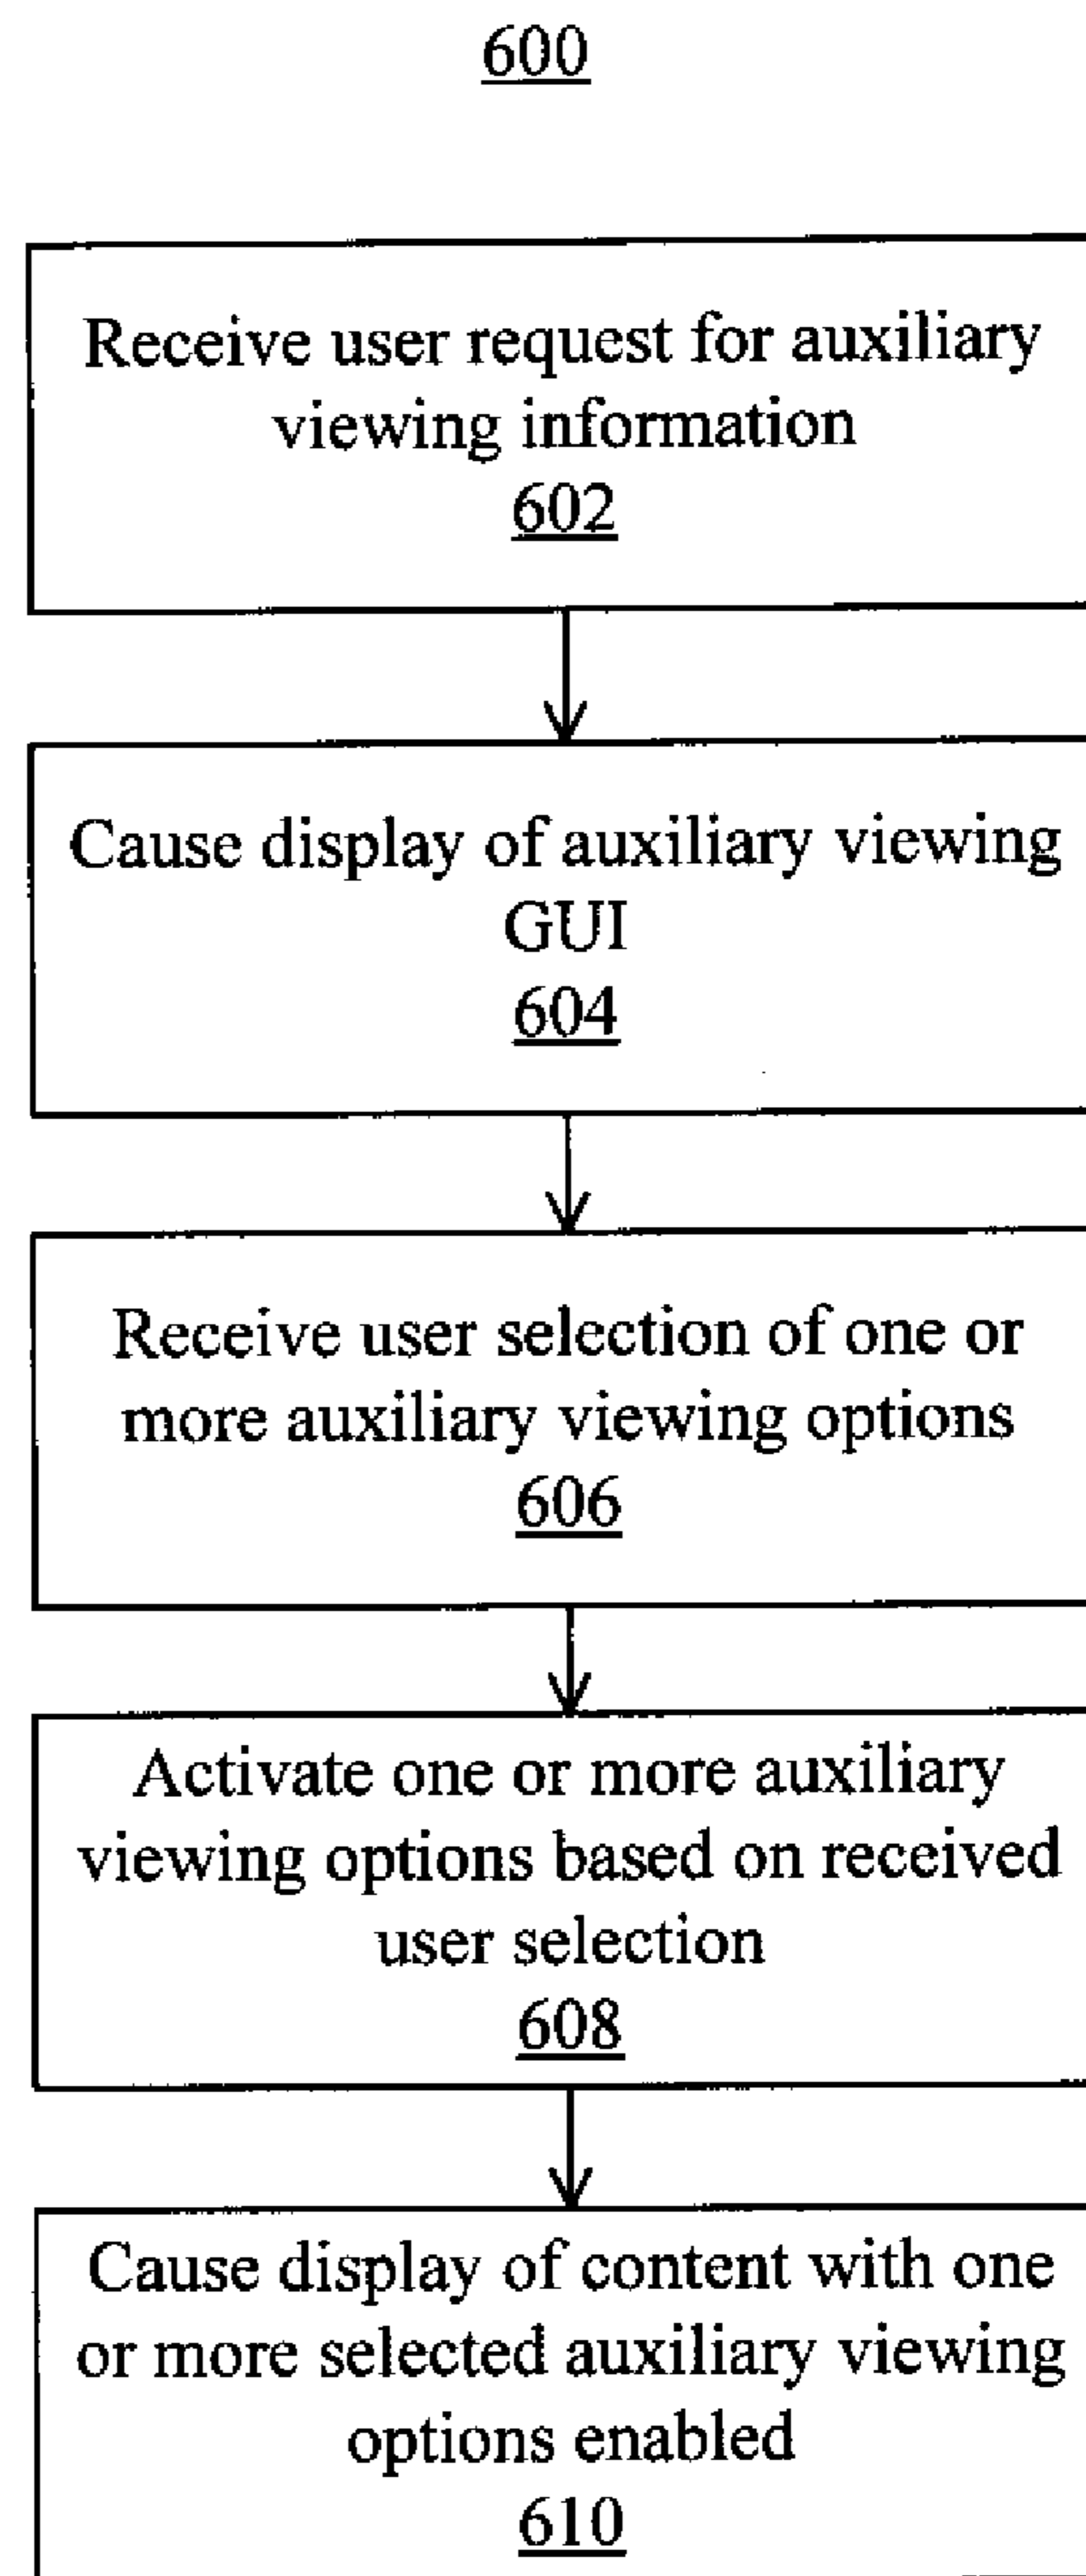 600
Receive user request for auxiliary
viewing information
602
Cause display of auxiliary viewing
GUI
604
Receive user selection of one or
more auxiliary viewing options
606
Activate one or more auxiliary
viewing options based on received
user selection
608
Cause display of content with one
or more selected auxiliary viewing
options enabled
610